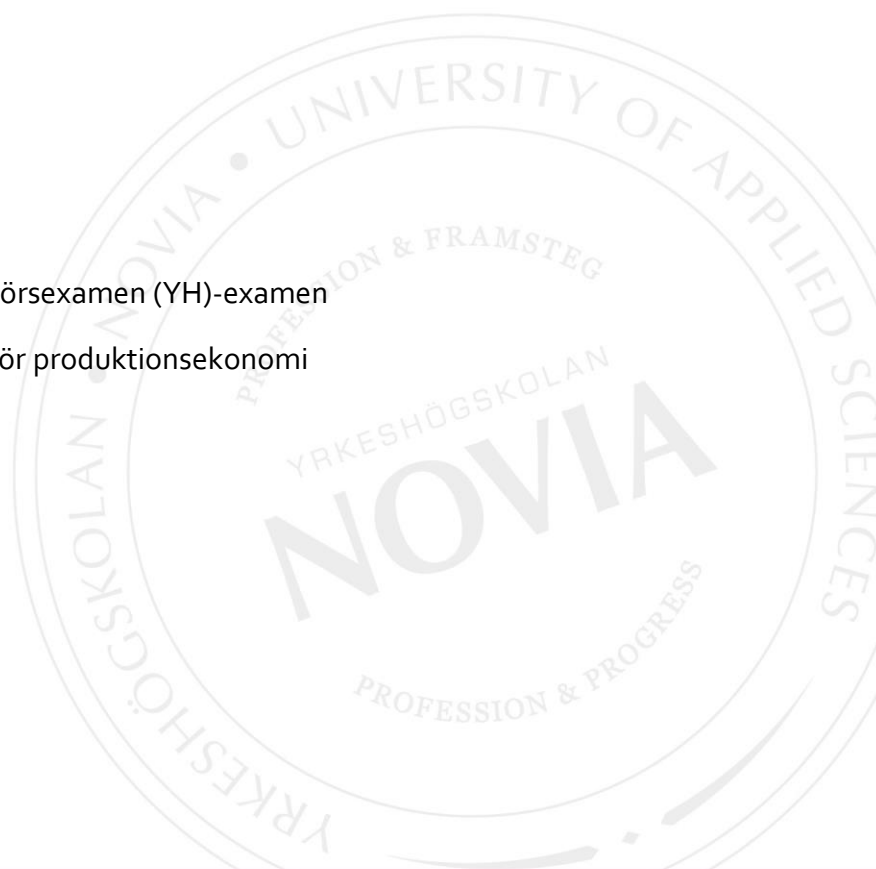 UNIVERSITY OF APPLIED SCIENCES
YRKESHÖGSKOLAN • NOVIA •
PROFESSION & FRAMSTEG
örsexamen (YH)-examen
ör produktionsekonomi
YRKESHÖGSKOLAN
NOVIA
PROFESSION & PROGRESS